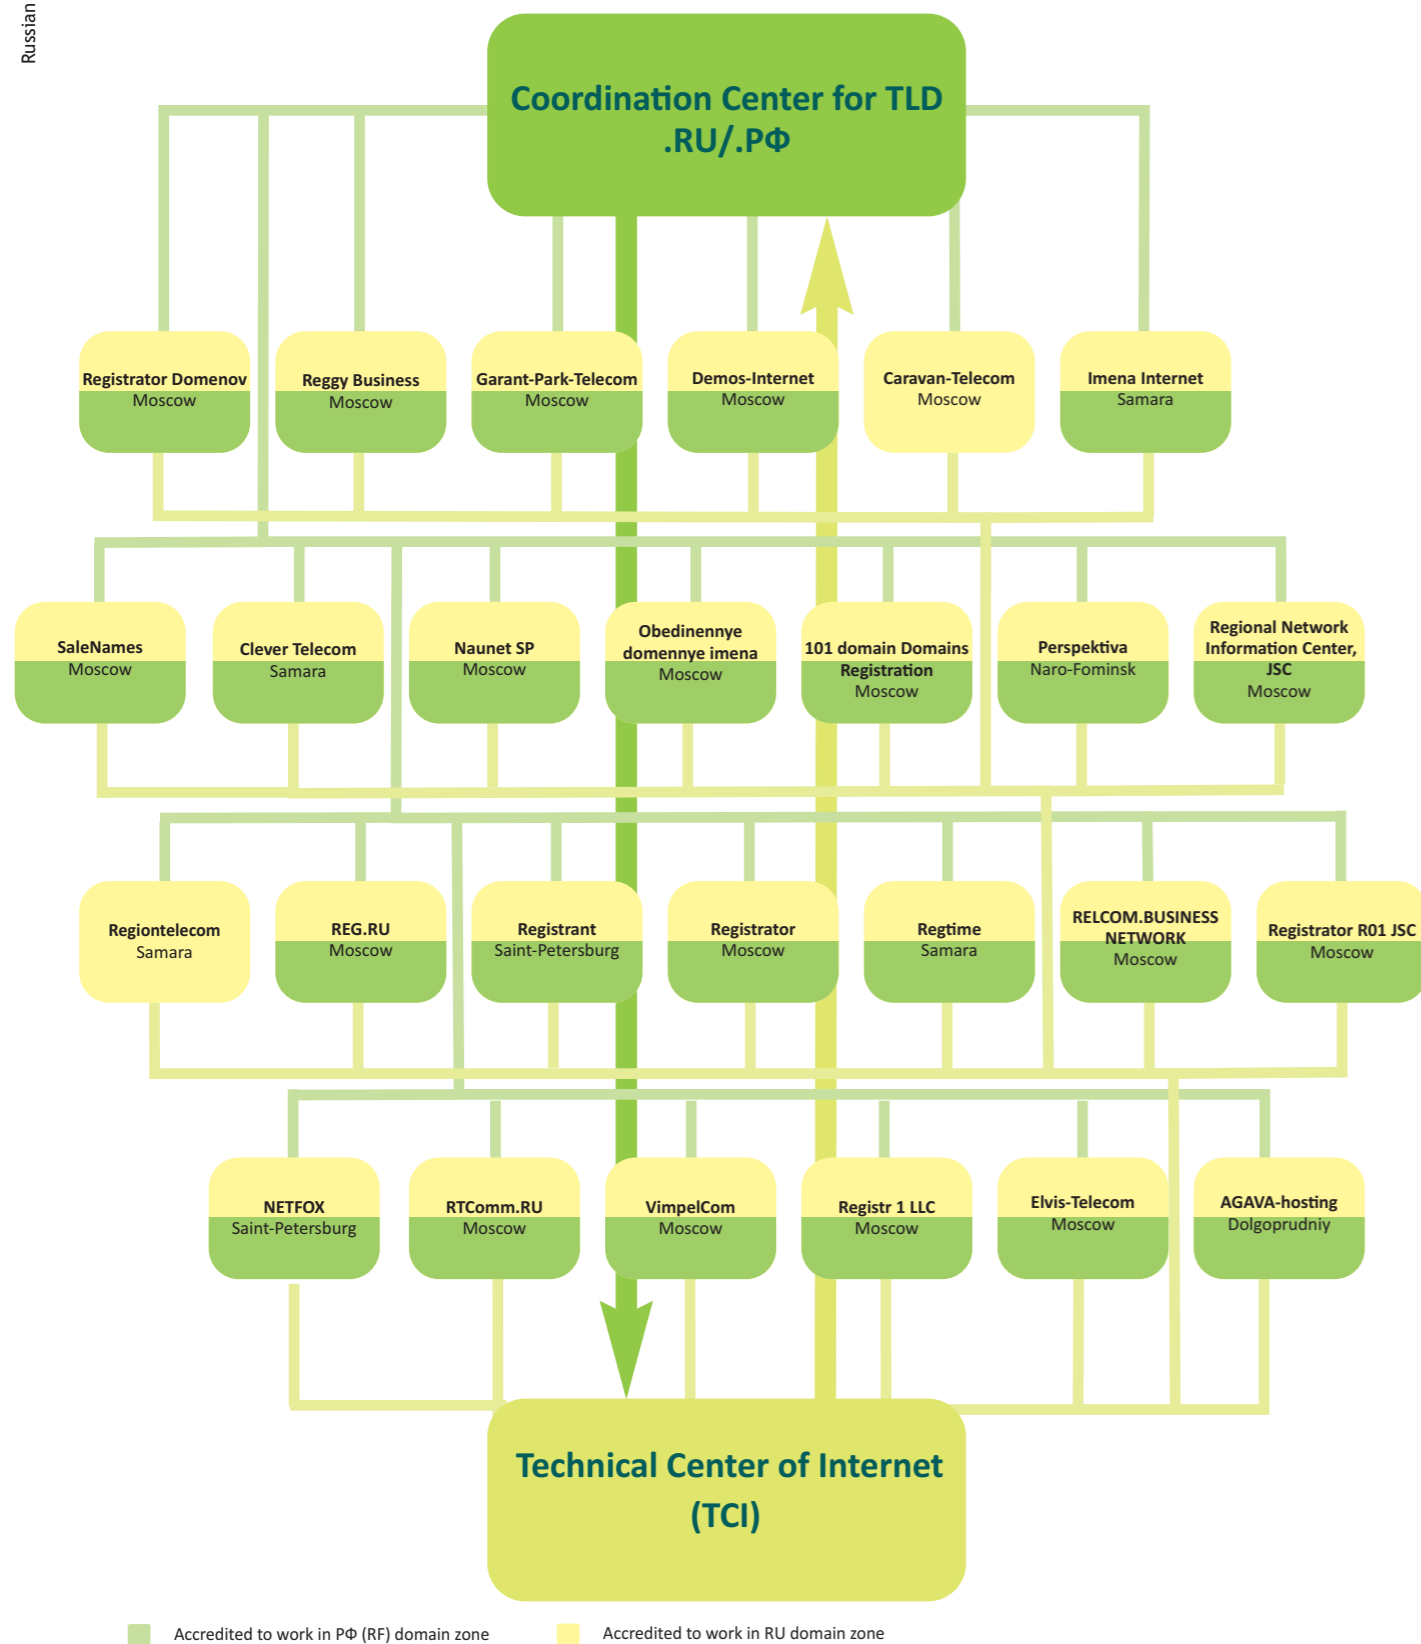 Russian
Coordination Center for TLD
.RU/.РФ
Registrator Domenov
Moscow
Reggy Business
Moscow
Garant-Park-Telecom
Moscow
Demos-Internet
Moscow
Caravan-Telecom
Moscow
Imena Internet
Samara
SaleNames
Moscow
Clever Telecom
Samara
Naunet SP
Moscow
Obedinennye
domennye imena
Moscow
101 domain Domains
Registration
Moscow
Perspektiva
Naro-Fominsk
Regional Network
Information Center,
JSC
Moscow
Regiontelecom
Samara
REG.RU
Moscow
Registrant
Saint-Petersburg
Registrator
Moscow
Regtime
Samara
RELCOM.BUSINESS
NETWORK
Moscow
Registrator R01 JSC
Moscow
NETFOX
Saint-Petersburg
RTComm.RU
Moscow
VimpelCom
Moscow
Registr 1 LLC
Moscow
Elvis-Telecom
Moscow
AGAVA-hosting
Dolgoprudniy
Technical Center of Internet
(TCI)
Accredited to work in РФ (RF) domain zone
Accredited to work in RU domain zone